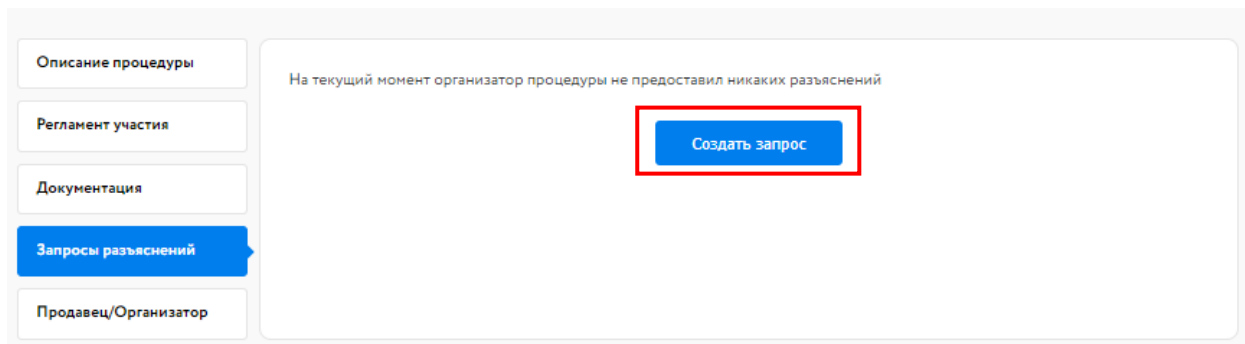 Описание процедуры
Регламент участия
Документация
Запросы разъяснений
Продавец/Организатор
На текущий момент организатор процедуры не предоставил никаких разъяснений
Создать запрос